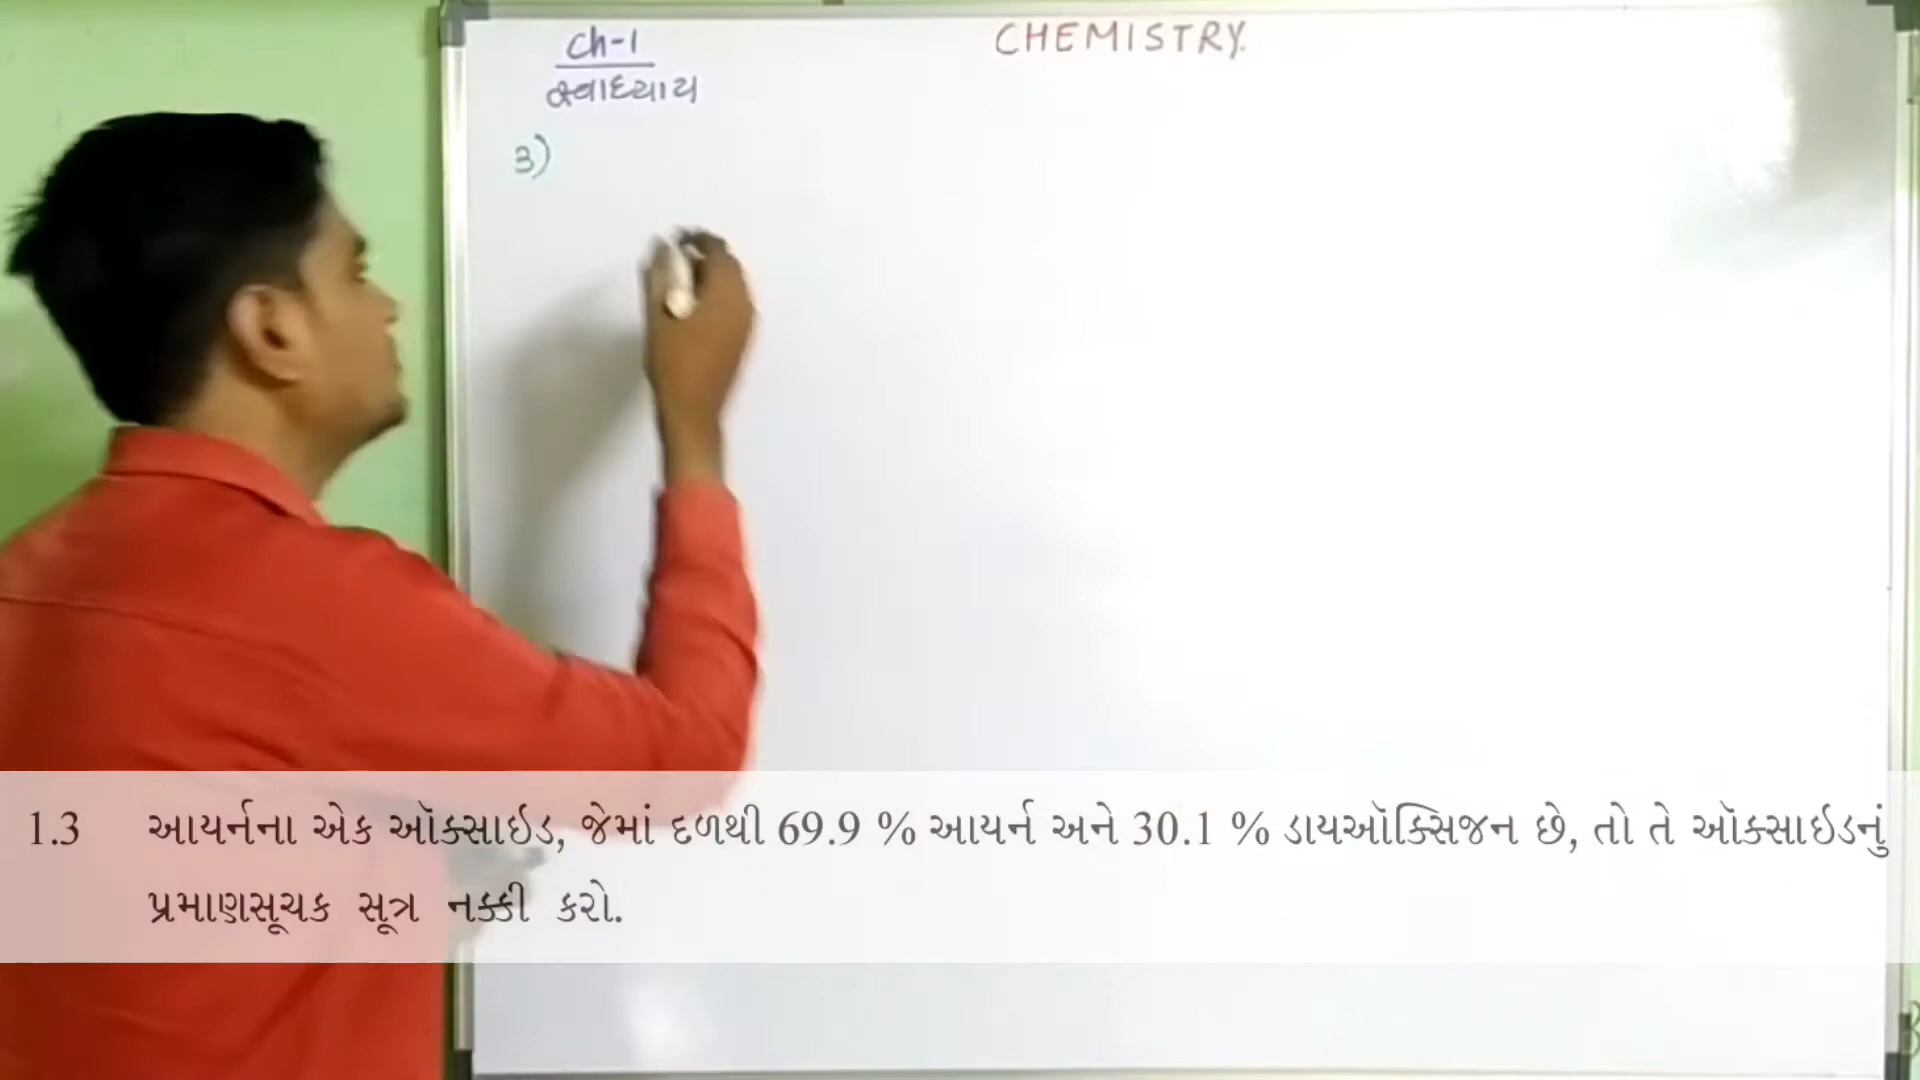 Ch-1
સ્વાધ્યાય
CHEMISTRY.
3)
1.3 આયર્નના એક ઑક્સાઇડ, જેમાં દળથી 69.9 % આયર્ન અને 30.1 % ડાયઑક્સિજન છે, તો તે ઑક્સાઇડનું
પ્રમાણસૂચક સૂત્ર નક્કી કરો.